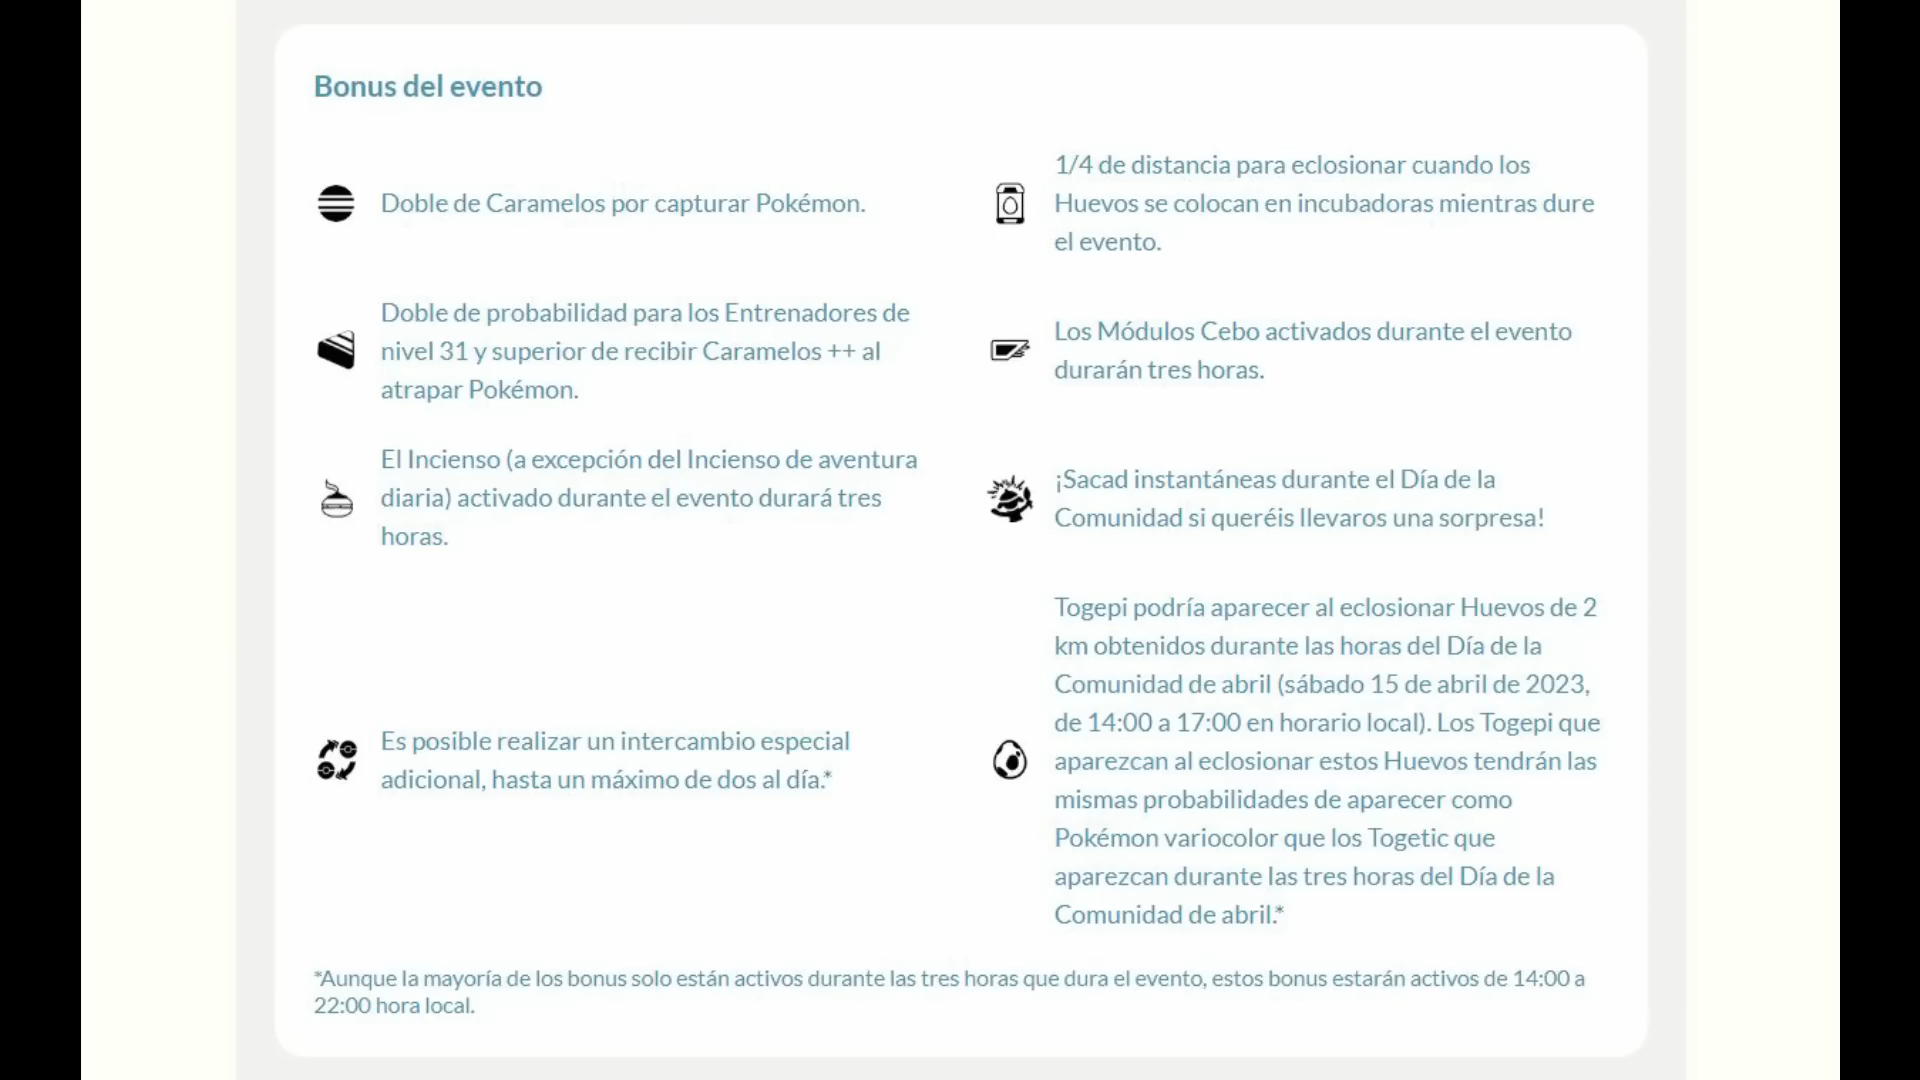 Bonus del evento
Doble de Caramelos por capturar Pokémon.
1/4 de distancia para eclosionar cuando los
Huevos se colocan en incubadoras mientras dure
el evento.
Doble de probabilidad para los Entrenadores de
nivel 31 y superior de recibir Caramelos ++ al
atrapar Pokémon.
Los Módulos Cebo activados durante el evento
durarán tres horas.
El Incienso (a excepción del Incienso de aventura
diaria) activado durante el evento durará tres
horas.
¡Sacad instantáneas durante el Día de la
Comunidad si queréis llevaros una sorpresa!
Es posible realizar un intercambio especial
adicional, hasta un máximo de dos al día.*
Togepi podría aparecer al eclosionar Huevos de 2
km obtenidos durante las horas del Día de la
Comunidad de abril (sábado 15 de abril de 2023,
de 14:00 a 17:00 en horario local). Los Togepi que
aparezcan al eclosionar estos Huevos tendrán las
mismas probabilidades de aparecer como
Pokémon variocolor que los Togetic que
aparezcan durante las tres horas del Día de la
Comunidad de abril.*
*Aunque la mayoría de los bonus solo están activos durante las tres horas que dura el evento, estos bonus estarán activos de 14:00 a
22:00 hora local.